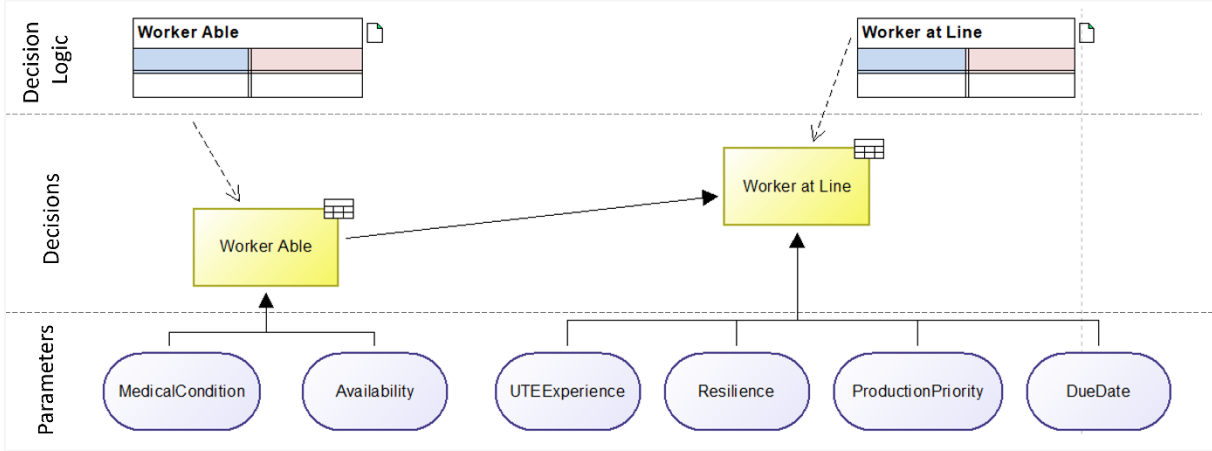 Decision
Logic
Worker Able
Worker at Line
Decisions
Worker Able
Worker at Line
Parameters
MedicalCondition
Availability
UTEExperience
Resilience
ProductionPriority
DueDate